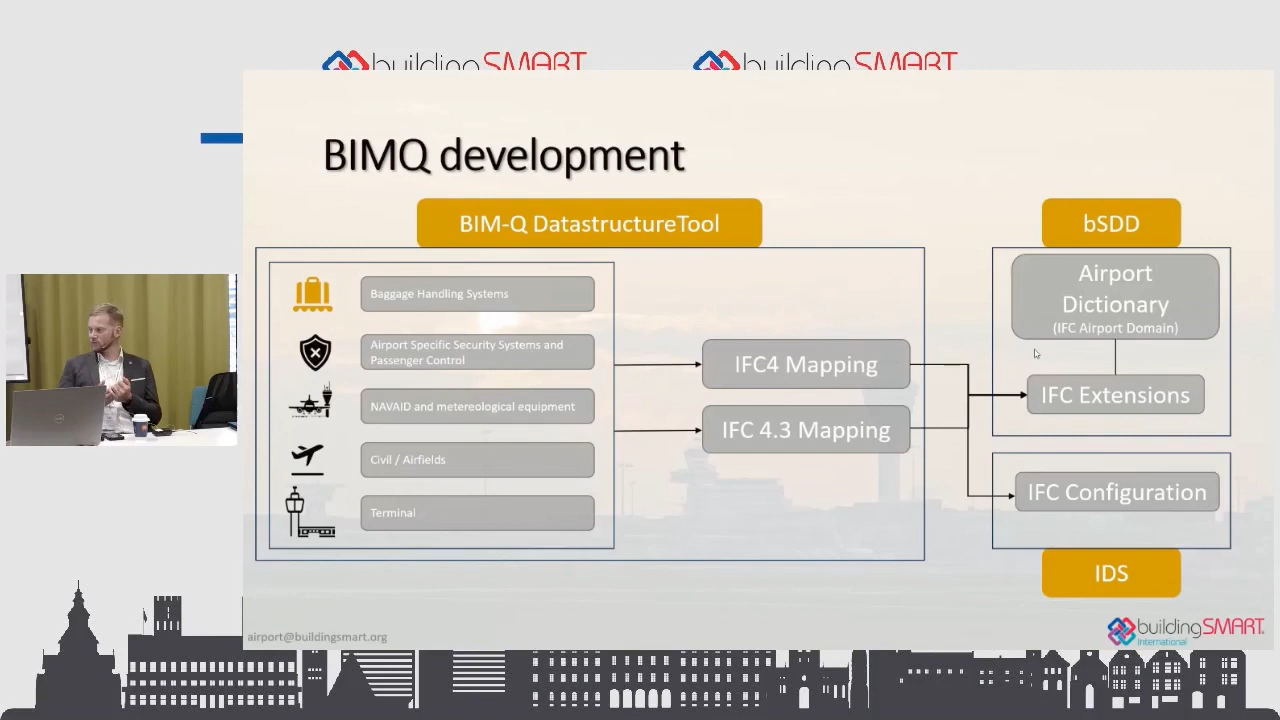 buildingSMART
buildingSMART
BIMQ development
BIM-Q DatastructureTool
bSDD
Baggage Handling Systems
Airport Specific Security Systems and
Passenger Control
NAVAID and metereological equipment
Civil / Airfields
Terminal
IFC4 Mapping
IFC 4.3 Mapping
Airport
Dictionary
(IFC Airport Domain)
IFC Extensions
IFC Configuration
IDS
airport@buildingsmart.org
buildingSMART
International